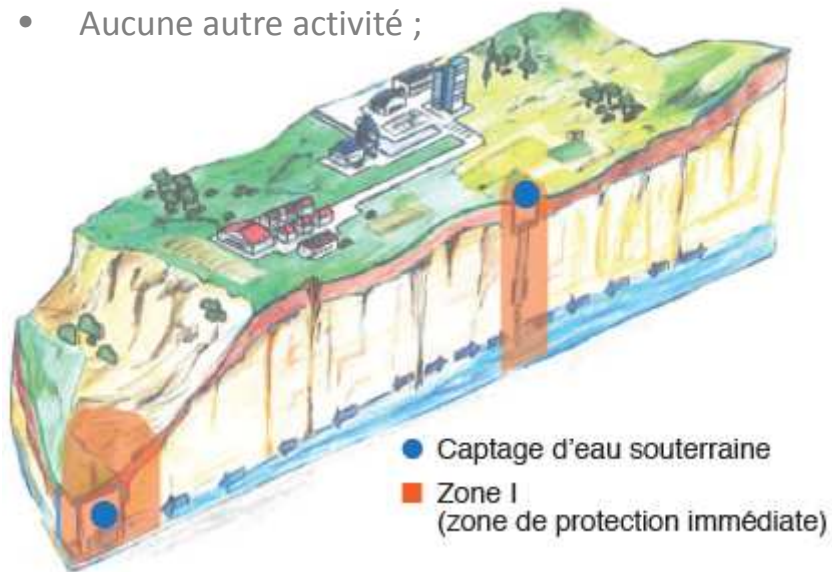 • Aucune autre activité ;
Captage d'eau souterraine
Zone I
(zone de protection immédiate)